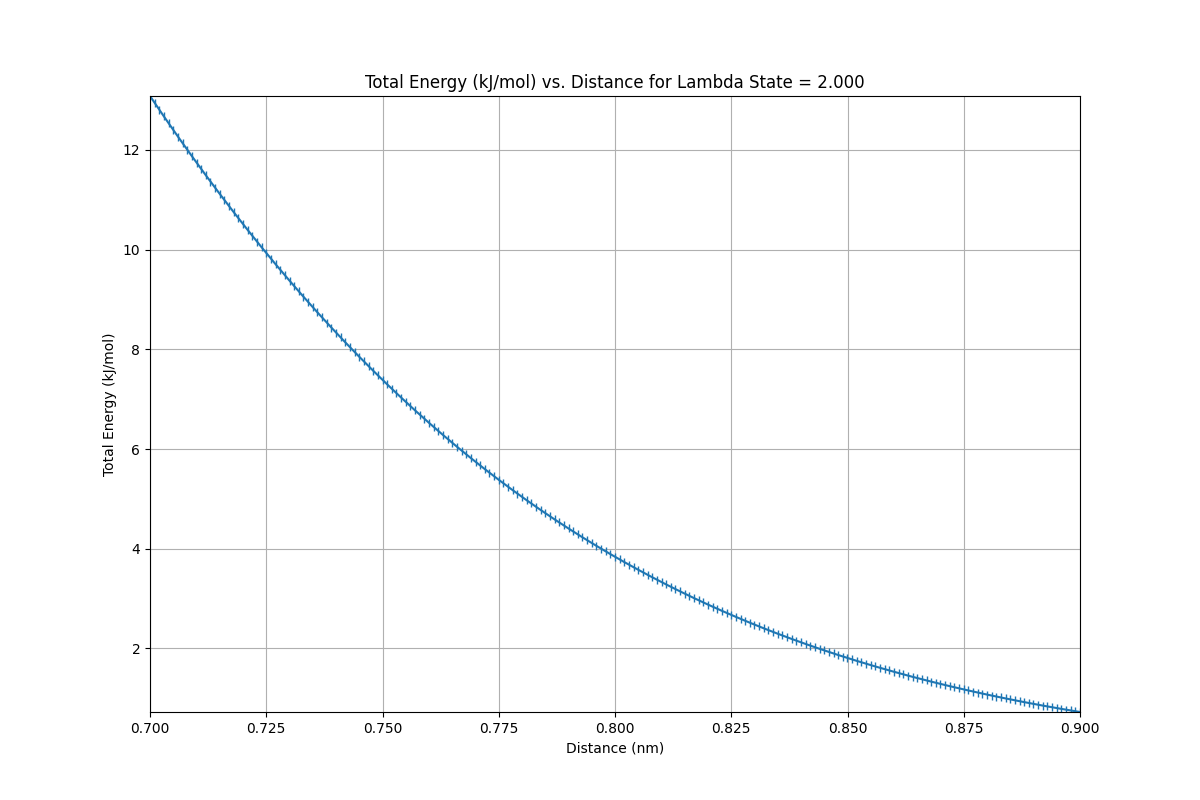 Total Energy (kJ/mol) vs. Distance for Lambda State = 2.000
12
10
8
6
4
2
Total Energy (kJ/mol)
0.700 0.725 0.750 0.775 0.800 0.825 0.850 0.875 0.900
Distance (nm)